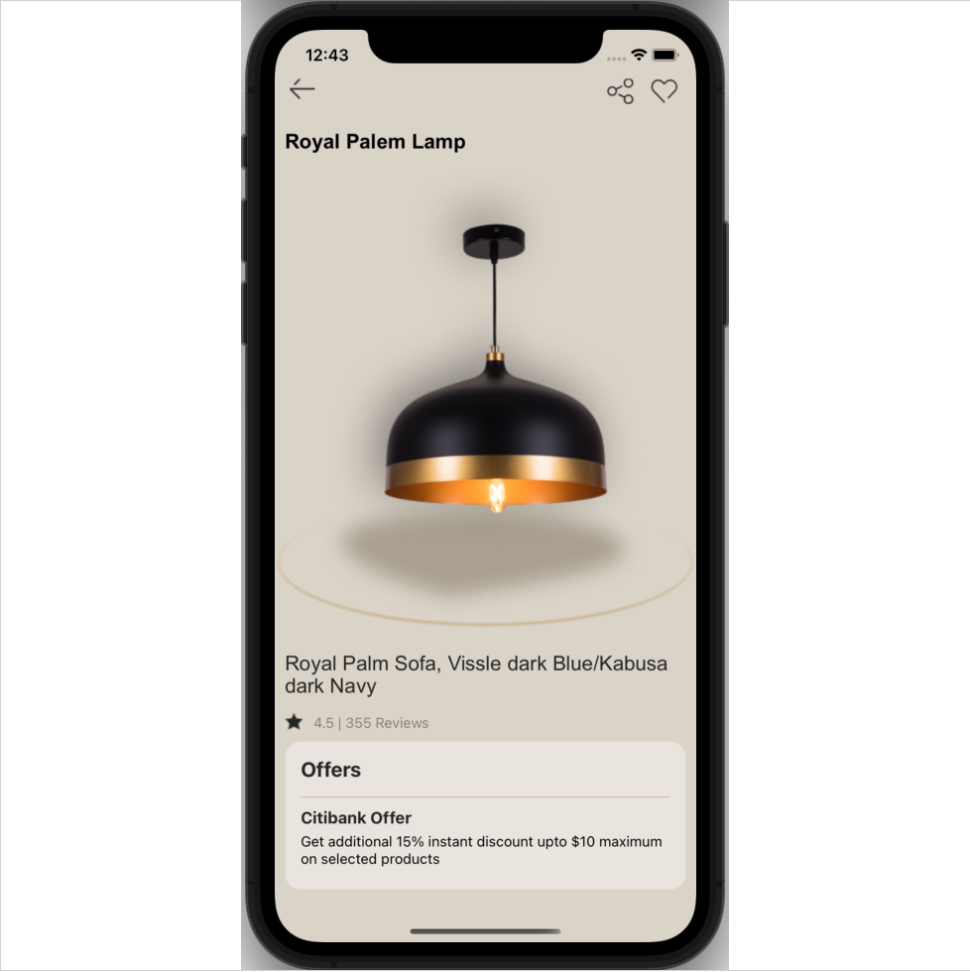 12:43
Royal Palem Lamp
Royal Palm Sofa, Vissle dark Blue/Kabusa
dark Navy
4.5 | 355 Reviews
Offers
Citibank Offer
Get additional 15% instant discount upto $10 maximum
on selected products